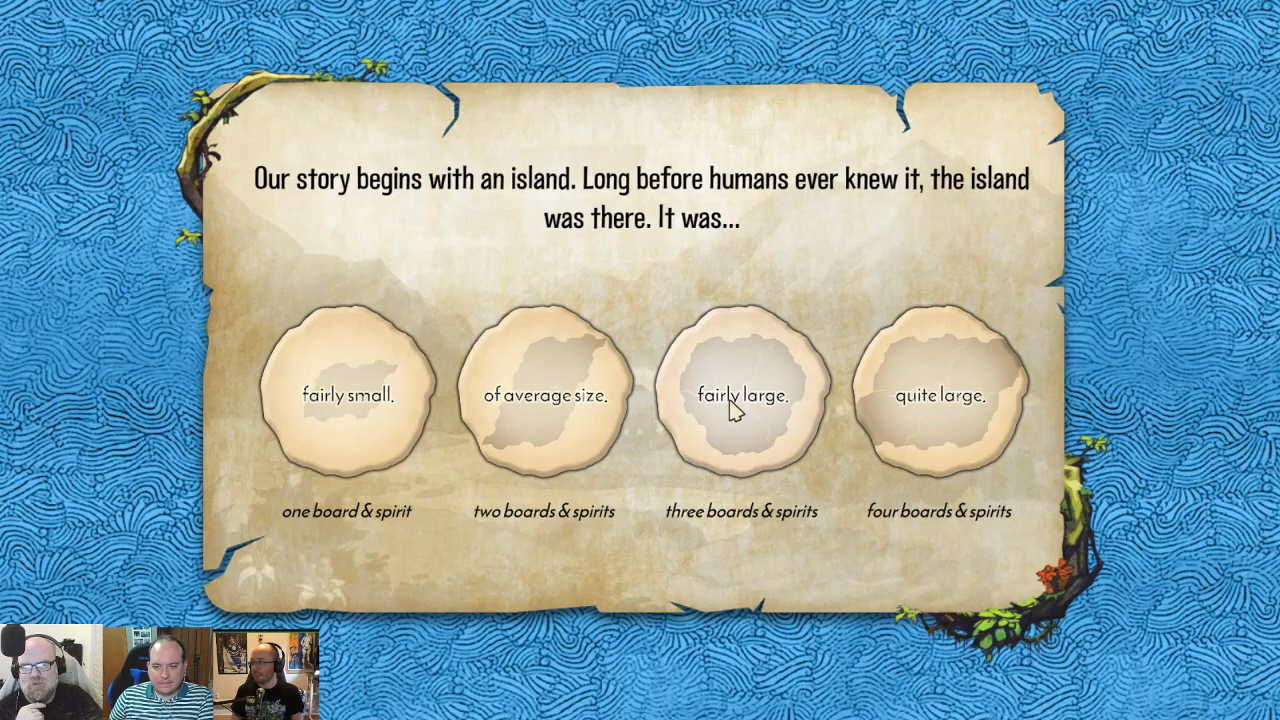 Our story begins with an island. Long before humans ever knew it, the island
was there. It was...
fairly small.
of average size.
fairly large.
quite large.
one board & spirit
two boards & spirits
three boards & spirits
four boards & spirits